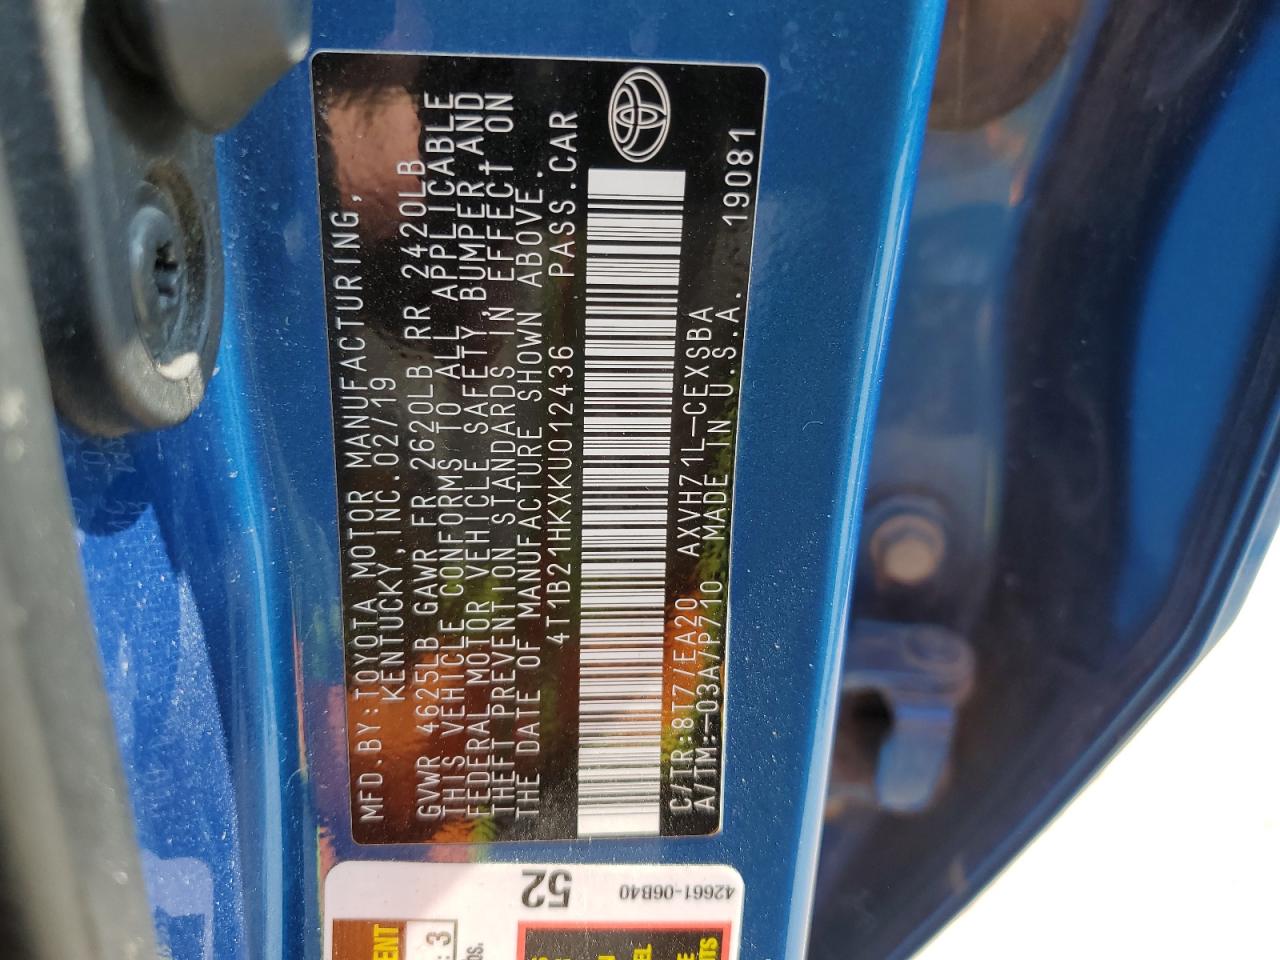 MFD.BY:TOYOTA MOTOR MANUFACTURING,
KENTUCKY,INC.02/19
GVWR 4625LB GAWR FR 2620LB RR 2420LB
THIS VEHICLE CONFORMS TO ALL APPLICABLE
FEDERAL MOTOR VEHICLE SAFETY,BUMPER,AND
THEFT PREVENTION STANDARDS IN EFFECT ON
THE DATE OF MANUFACTURE SHOWN ABOVE.
4T1B21HKXKU012436 PASS.CAR
C/TR:8T7/EA20 AXVH71L-CEXSBA
A/TM:-03A/P710 MADE IN U.S.A. 19081
52
42661-06B40
: 3